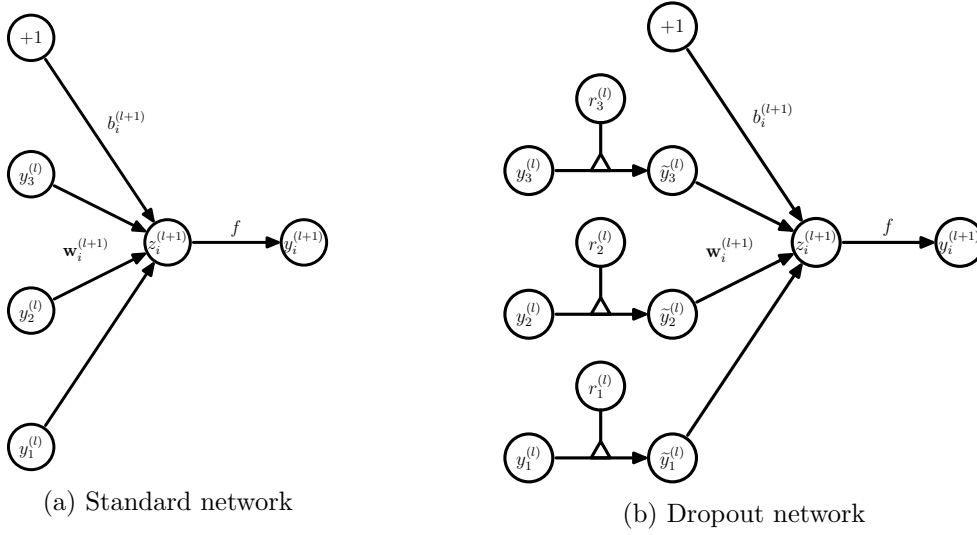 +1
b_i^{(l+1)}
y_3^{(l)}
w_i^{(l+1)}
z_i^{(l+1)}
f
y_i^{(l+1)}
y_2^{(l)}
y_1^{(l)}
(a) Standard network
+1
b_i^{(l+1)}
r_3^{(l)}
y_3^{(l)}
ỹ_3^{(l)}
r_2^{(l)}
w_i^{(l+1)}
z_i^{(l+1)}
f
y_i^{(l+1)}
y_2^{(l)}
ỹ_2^{(l)}
r_1^{(l)}
y_1^{(l)}
ỹ_1^{(l)}
(b) Dropout network